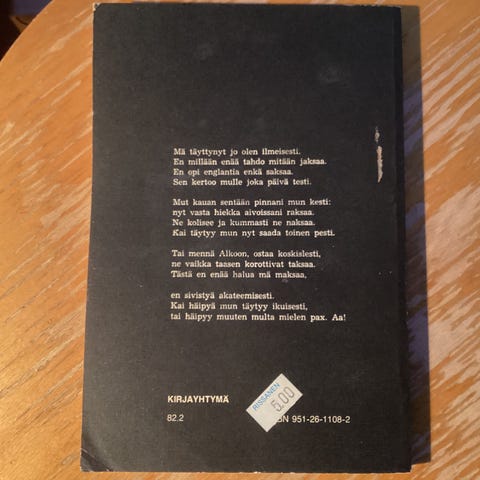 Mä täyttynyt jo olen ilmeisesti.
En millään enää tahdo mitään jaksaa.
En opi englantia enkä saksaa.
Sen kertoo mulle joka päivä testi.
Mut kauan sentään pinnani mun kesti:
nyt vasta hiekka aivoissani raksaa.
Ne kolisee ja kummasti ne naksaa.
Kai täytyy mun nyt saada toinen pesti.
Tai mennä Alkoon, ostaa koskislesti,
ne vaikka taasen korottivat taksaa.
Tästä en enää halua mä maksaa,
en sivistyä akateemisesti.
Kai häipyä mun täytyy ikuisesti,
tai häipyy muuten multa mielen pax. Aa!
KIRJAYHTYMÄ
RISSANEN
5.00
82.2
BN 951-26-1108-2